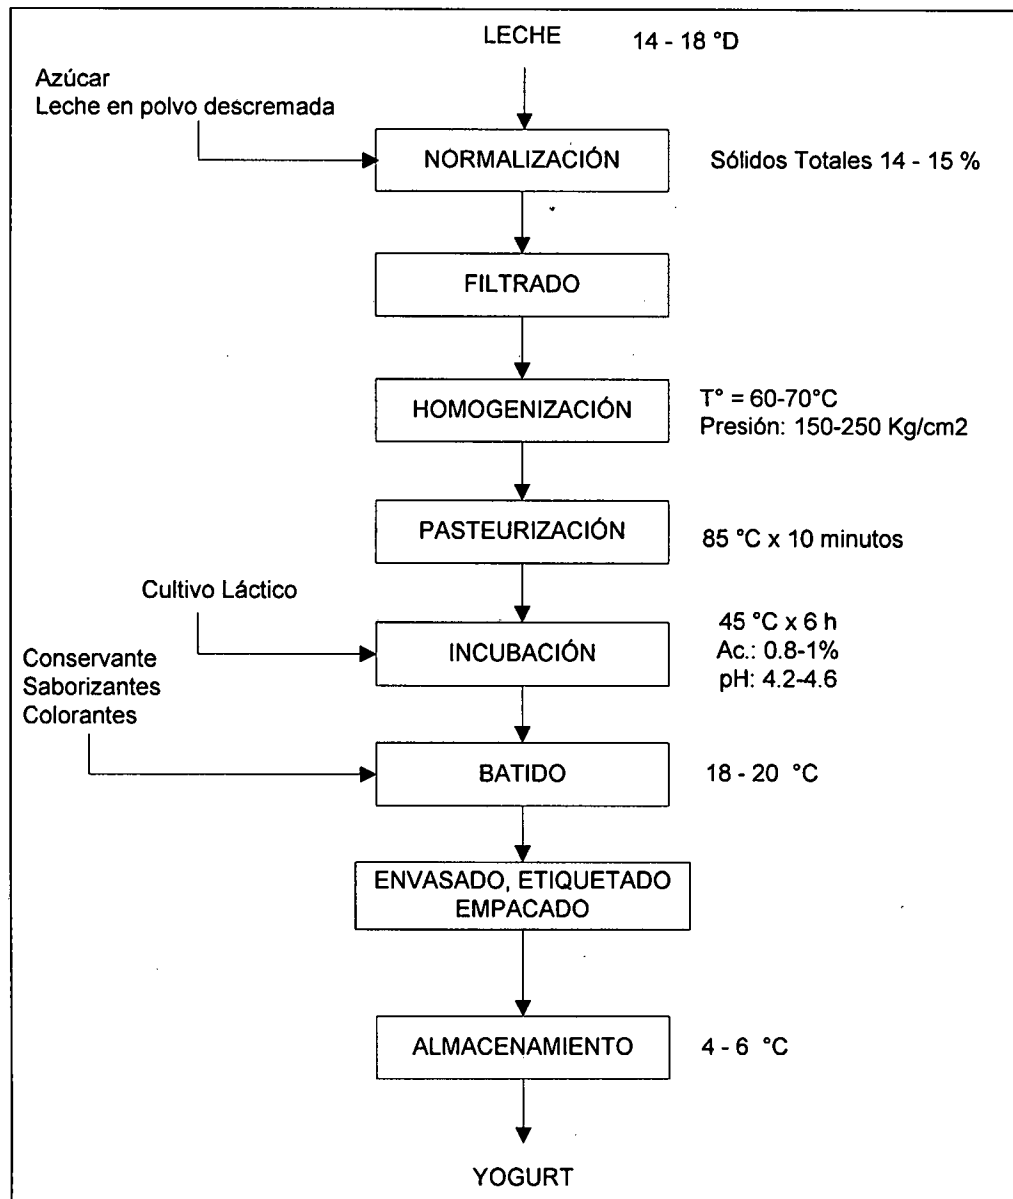 LECHE 14 - 18 °D
Azúcar
Leche en polvo descremada
NORMALIZACIÓN Sólidos Totales 14 - 15 %
FILTRADO
HOMOGENIZACIÓN
T° = 60-70°C
Presión: 150-250 Kg/cm2
PASTEURIZACIÓN 85 °C x 10 minutos
Cultivo Láctico
INCUBACIÓN
45 °C x 6 h
Ac.: 0.8-1%
pH: 4.2-4.6
Conservante
Saborizantes
Colorantes
BATIDO 18 - 20 °C
ENVASADO, ETIQUETADO
EMPACADO
ALMACENAMIENTO 4 - 6 °C
YOGURT